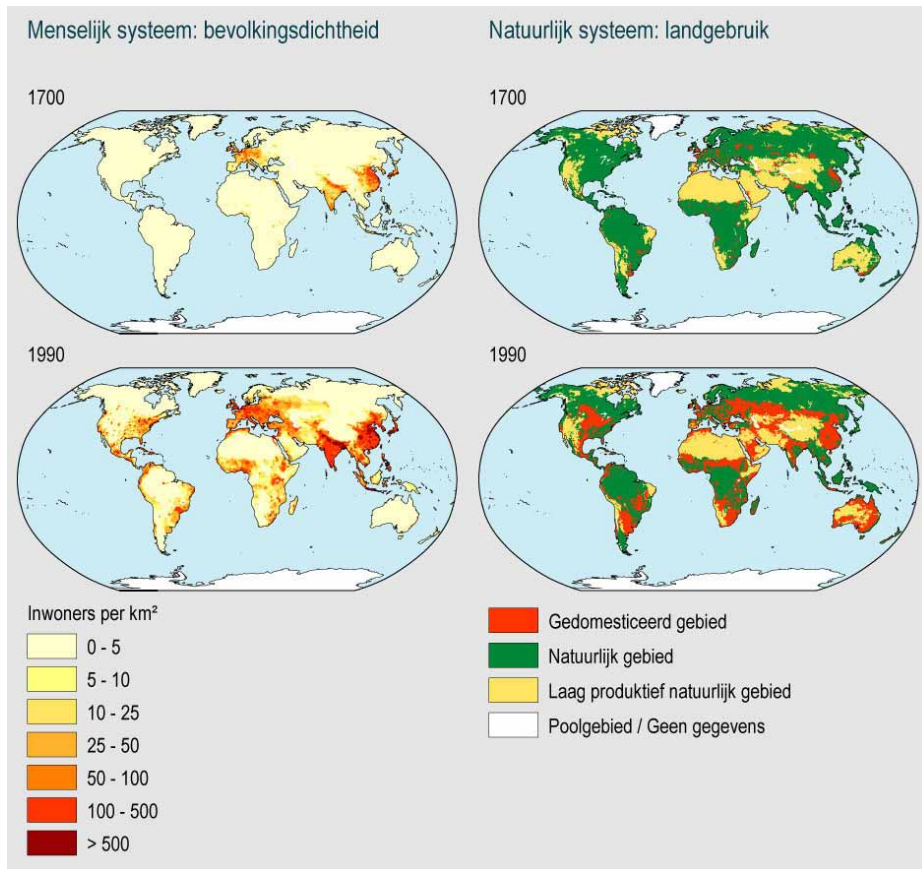 Menselijk systeem: bevolkingsdichtheid
1700
1990
Inwoners per km²
0 - 5
5 - 10
10 - 25
25 - 50
50 - 100
100 - 500
> 500
Natuurlijk systeem: landgebruik
1700
1990
Gedomesticeerd gebied
Natuurlijk gebied
Laag produktief natuurlijk gebied
Poolgebied / Geen gegevens